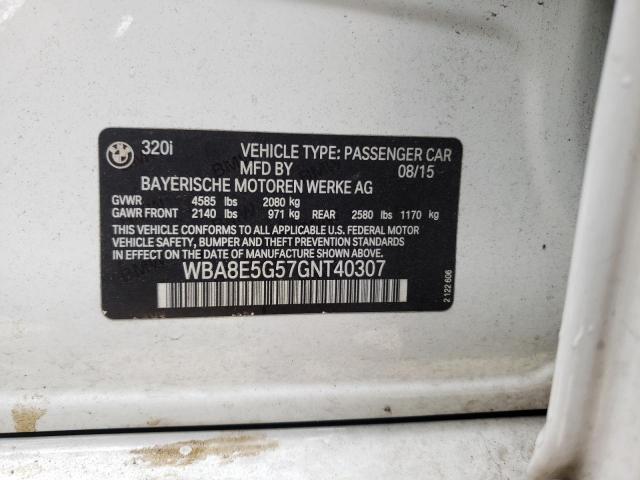 320i VEHICLE TYPE: PASSENGER CAR
MFD BY 08/15
BAYERISCHE MOTOREN WERKE AG
GVWR 4585 lbs 2080 kg
GAWR FRONT 2140 lbs 971 kg REAR 2580 lbs 1170 kg
THIS VEHICLE CONFORMS TO ALL APPLICABLE U.S. FEDERAL MOTOR
VEHICLE SAFETY, BUMPER, AND THEFT PREVENTION STANDARDS
IN EFFECT ON THE DATE OF MANUFACTURE SHOWN ABOVE.
WBA8E5G57GNT40307
2 122 606